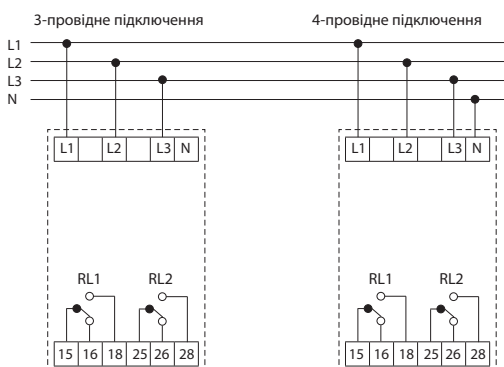 3-провідне підключення 4-провідне підключення
L1
L2
L3
N
L1 L2 L3 N L1 L2 L3 N
RL1 RL2 RL1 RL2
15 16 18 25 26 28 15 16 18 25 26 28